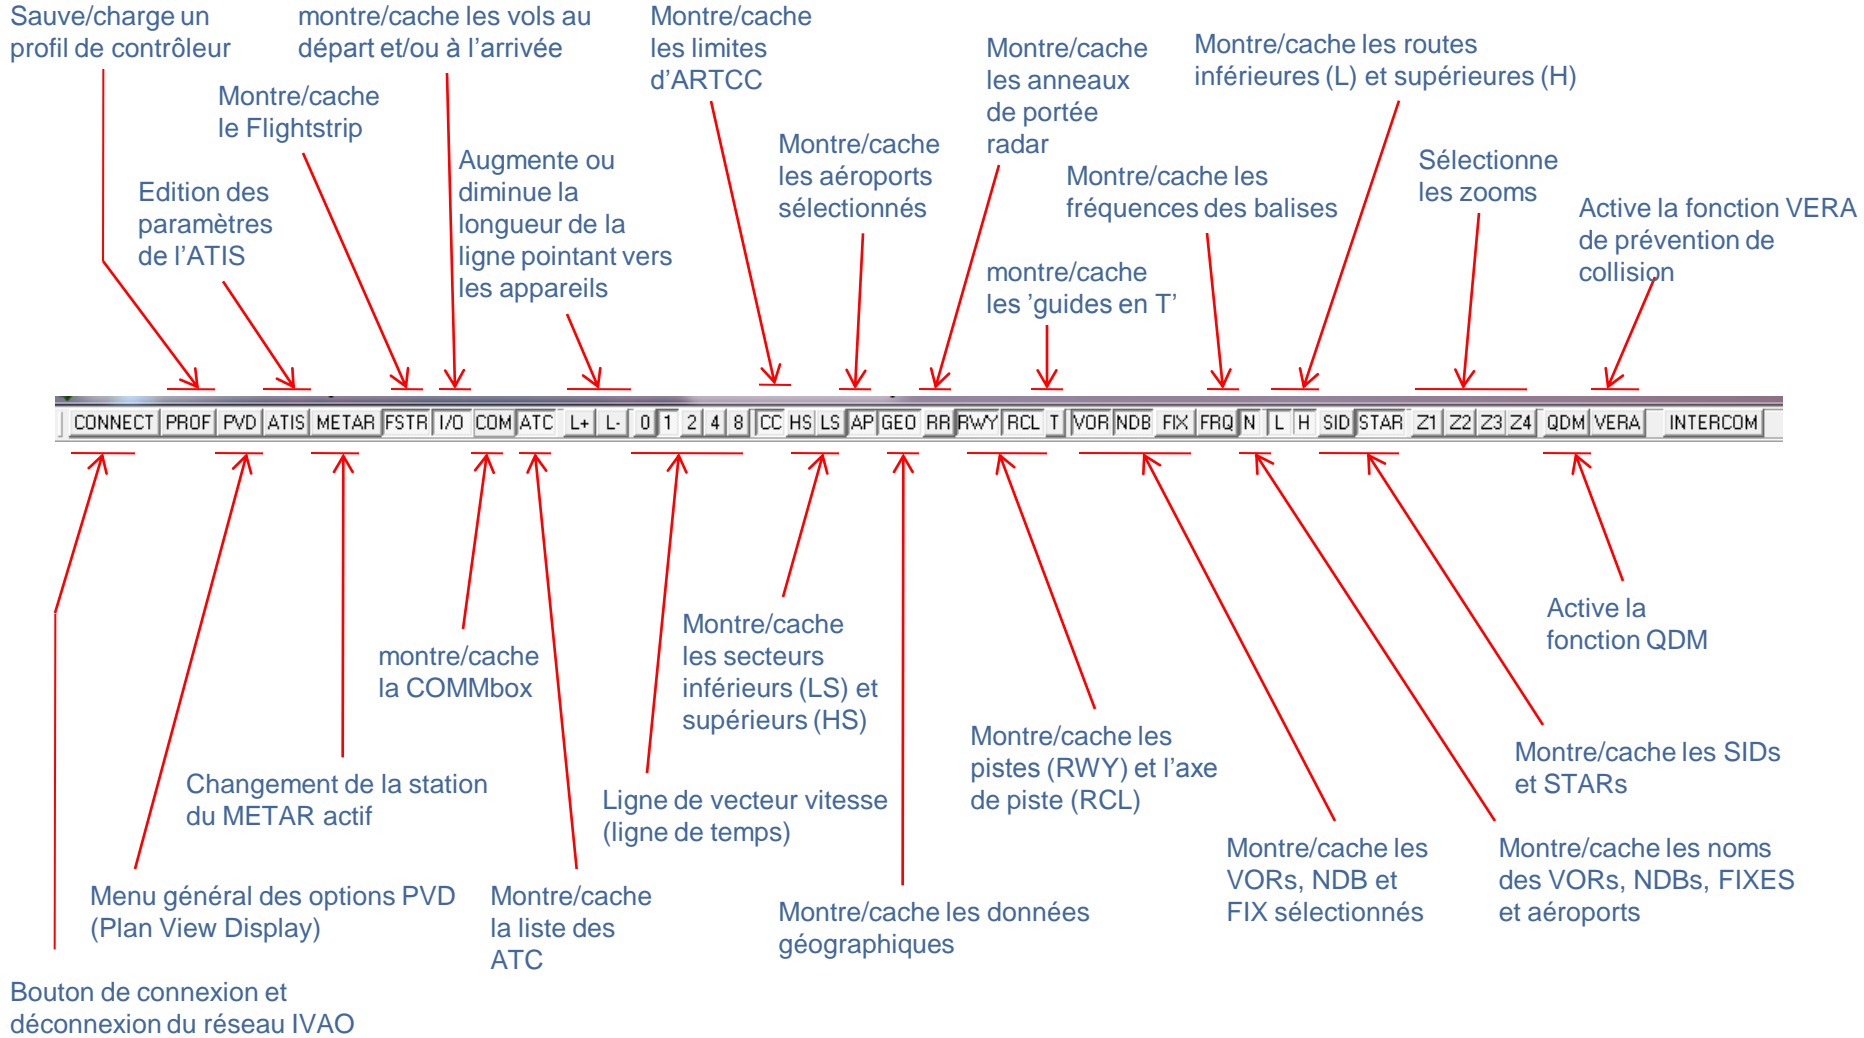 Sauve/charge un
profil de contrôleur
montre/cache les vols au
départ et/ou à l’arrivée
Montre/cache
les limites
d’ARTCC
Montre/cache
les anneaux
de portée
radar
Montre/cache les routes
inférieures (L) et supérieures (H)
Montre/cache
le Flightstrip
Augmente ou
diminue la
longueur de la
ligne pointant vers
les appareils
Montre/cache
les aéroports
sélectionnés
Montre/cache les
fréquences des balises
Sélectionne
les zooms
Edition des
paramètres
de l’ATIS
Active la fonction VERA
de prévention de
collision
montre/cache
les ’guides en T’
CONNECT PROF PVD ATIS METAR FSTR I/O COM ATC L+ L- 0 1 2 4 8 CC HS LS AP GEO RR RWY RCL T VOR NDB FIX FRQ N L H SID STAR Z1 Z2 Z3 Z4 QDM VERA INTERCOM
Active la
fonction QDM
Montre/cache
les secteurs
inférieurs (LS) et
supérieurs (HS)
montre/cache
la COMMbox
Montre/cache les
pistes (RWY) et l’axe
de piste (RCL)
Montre/cache les SIDs
et STARs
Changement de la station
du METAR actif
Ligne de vecteur vitesse
(ligne de temps)
Montre/cache les
VORs, NDB et
FIX sélectionnés
Montre/cache les noms
des VORs, NDBs, FIXES
et aéroports
Menu général des options PVD
(Plan View Display)
Montre/cache
la liste des
ATC
Montre/cache les données
géographiques
Bouton de connexion et
déconnexion du réseau IVAO